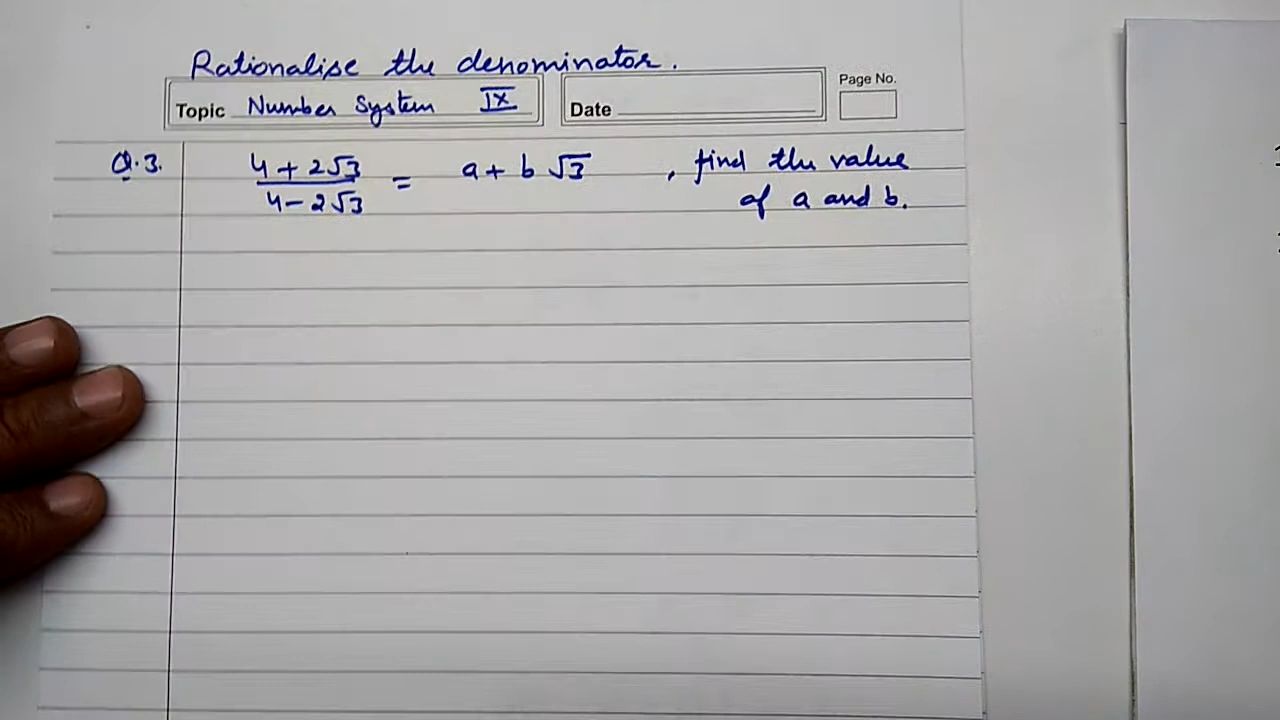 Rationalise the denominator.
Topic Number System IX Date Page No.
Q.3. 4+2√3 / 4-2√3 = a+b√3, find the value
of a and b.